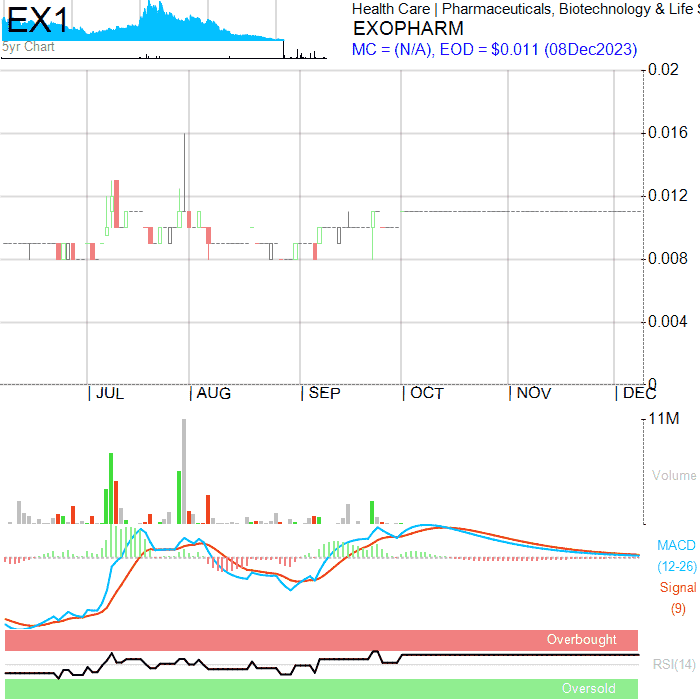 EX1
5yr Chart
Health Care | Pharmaceuticals, Biotechnology & Life
EXOPHARM
MC = (N/A), EOD = $0.011 (08Dec2023)
0.02
0.016
0.012
0.008
0.004
0
JUL AUG SEP OCT NOV DEC
11M
Volume
MACD
(12-26)
Signal
(9)
Overbought
RSI(14)
Oversold